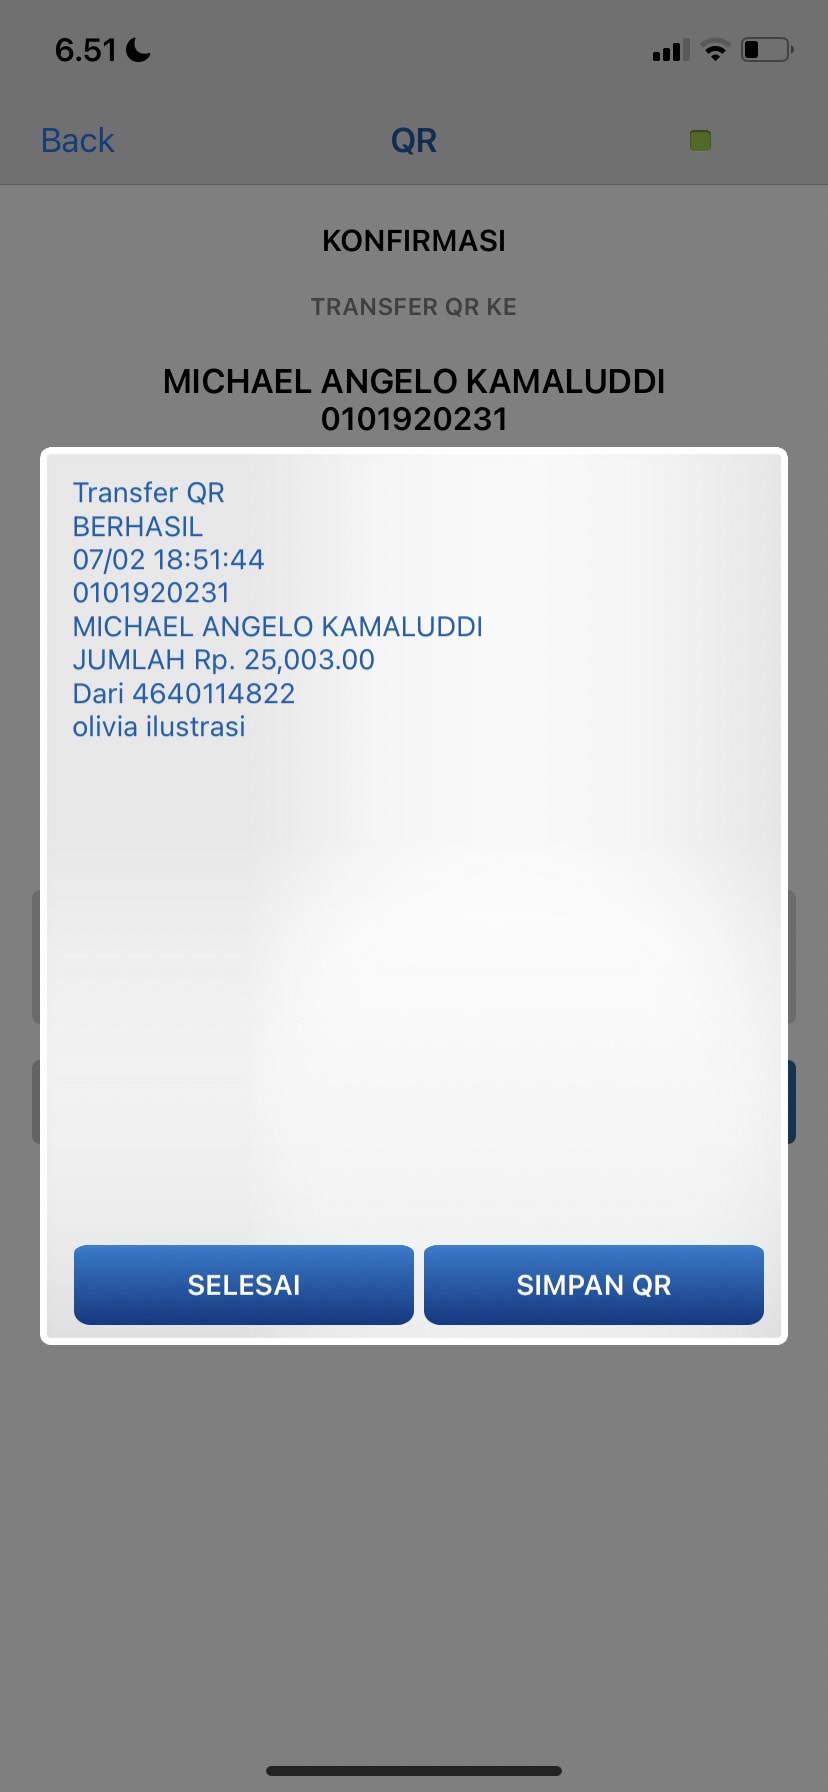 6.51
Back
QR
KONFIRMASI
TRANSFER QR KE
MICHAEL ANGELO KAMALUDDI
0101920231
Transfer QR
BERHASIL
07/02 18:51:44
0101920231
MICHAEL ANGELO KAMALUDDI
JUMLAH Rp. 25,003.00
Dari 4640114822
olivia ilustrasi
SELESAI
SIMPAN QR